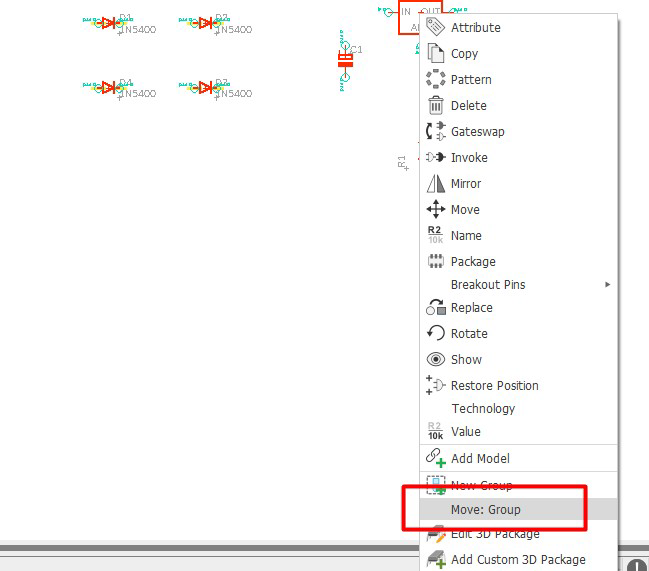 D1
1N5400
D2
1N5400
IN OUT
C1
D4
1N5400
D3
1N5400
R1
Attribute
Copy
Pattern
Delete
Gateswap
Invoke
Mirror
Move
R2
10k
Name
Package
Breakout Pins
Replace
Rotate
Show
Restore Position
Technology
R2
10k
Value
Add Model
New Group
Move: Group
Edit 3D Package
Add Custom 3D Package